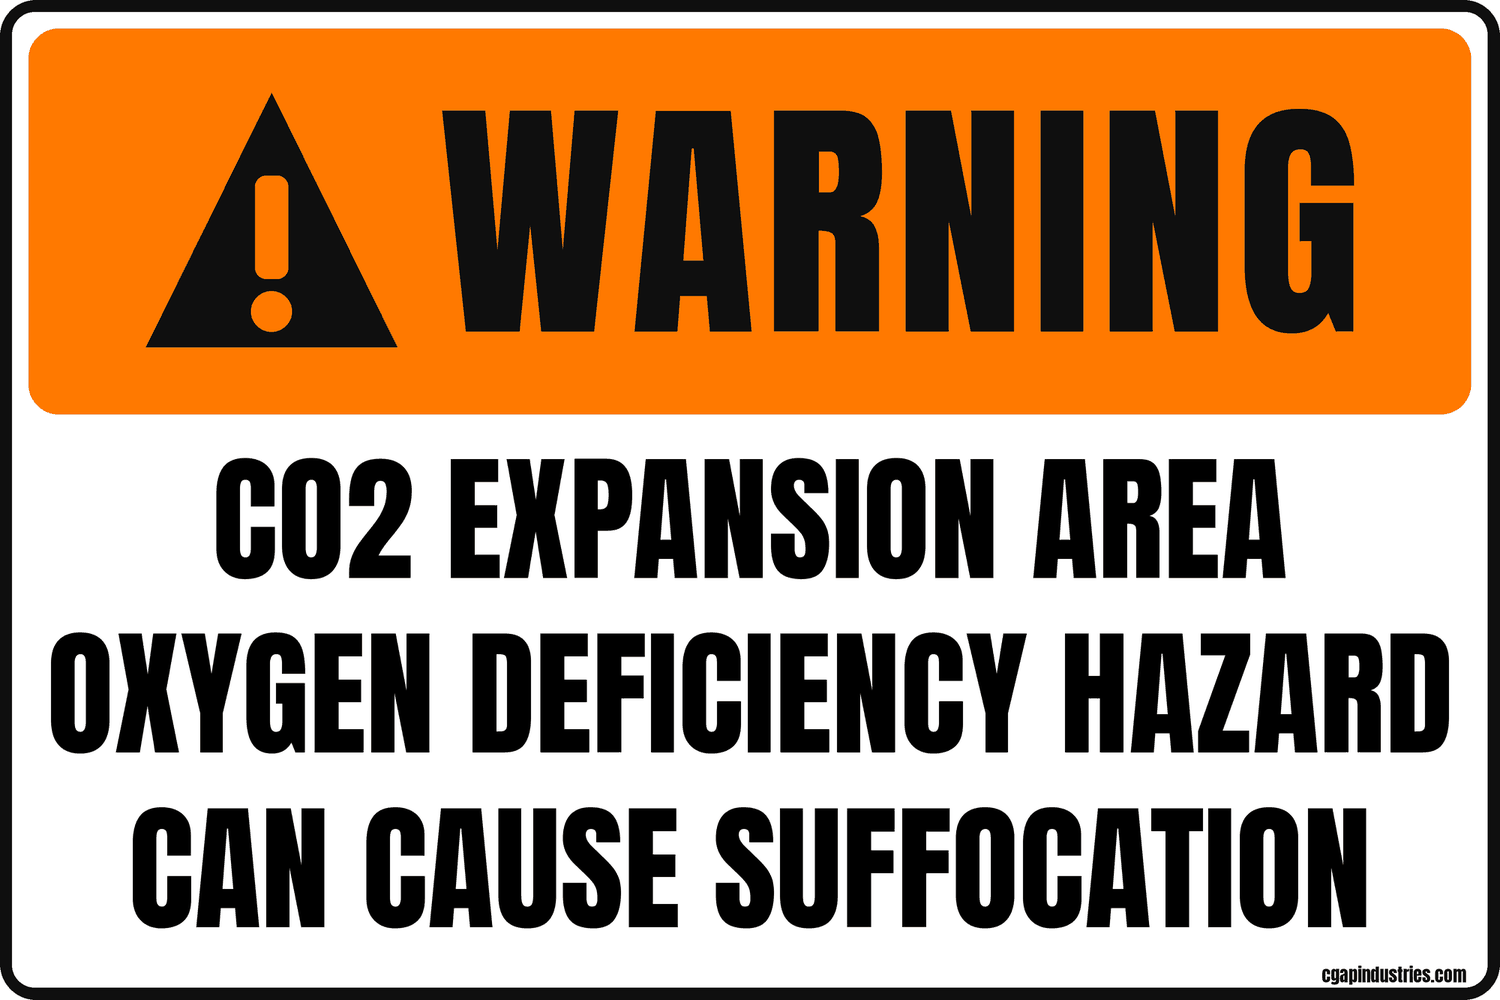 WARNING
CO2 EXPANSION AREA
OXYGEN DEFICIENCY HAZARD
CAN CAUSE SUFFOCATION
cgapindustries.com